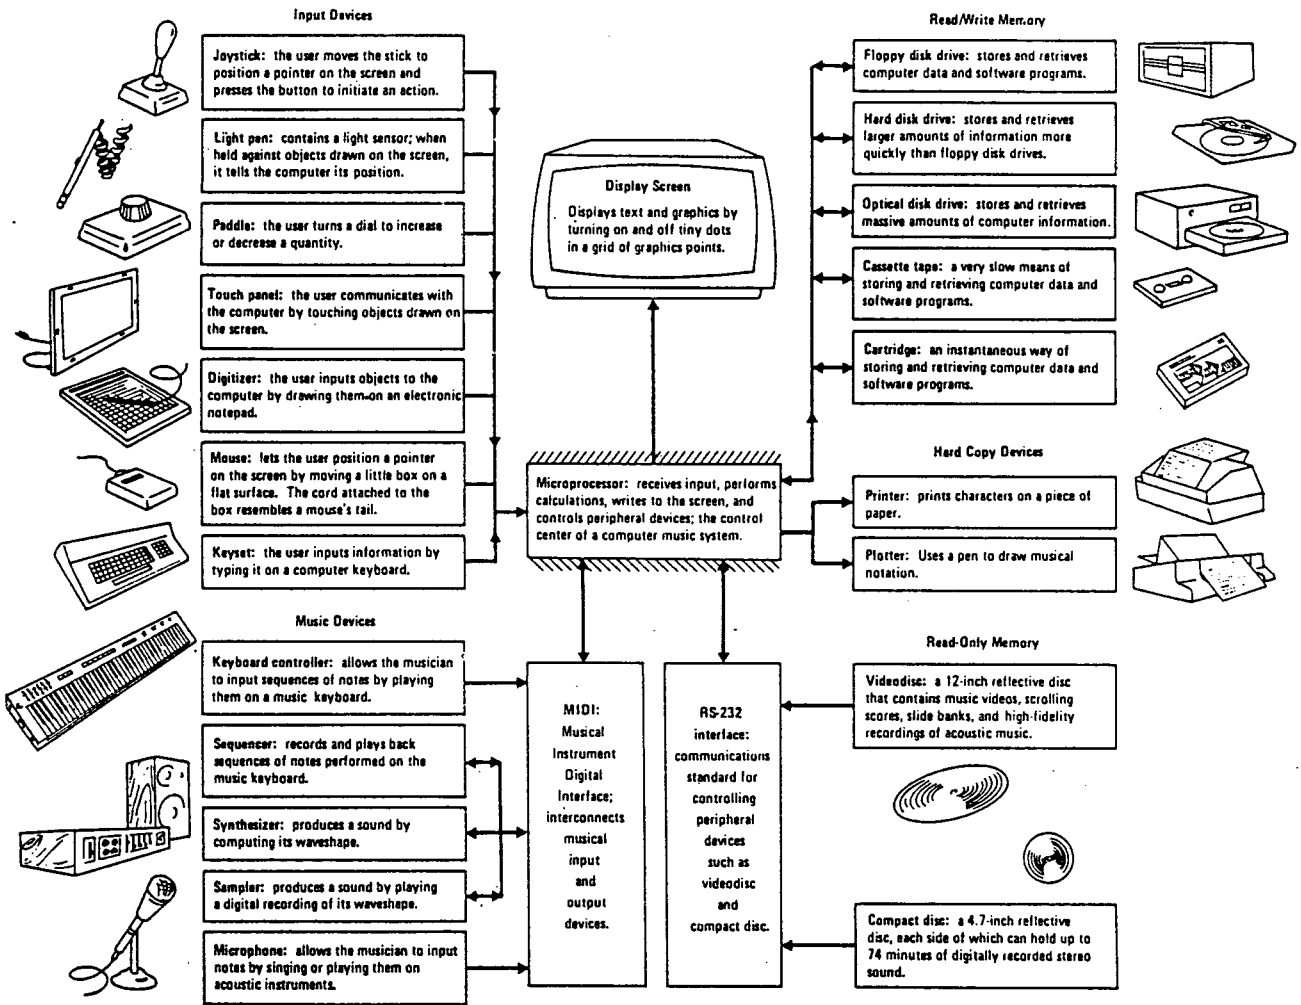 Input Devices
Joystick: the user moves the stick to
position a pointer on the screen and
presses the button to initiate an action.
Light pen: contains a light sensor; when
held against objects drawn on the screen,
it tells the computer its position.
Paddle: the user turns a dial to increase
or decrease a quantity.
Touch panel: the user communicates with
the computer by touching objects drawn on
the screen.
Digitizer: the user inputs objects to the
computer by drawing them on an electronic
notepad.
Mouse: lets the user position a pointer
on the screen by moving a little box on a
flat surface. The cord attached to the
box resembles a mouse's tail.
Keyset: the user inputs information by
typing it on a computer keyboard.
Music Devices
Keyboard controller: allows the musician
to input sequences of notes by playing
them on a music keyboard.
Sequencer: records and plays back
sequences of notes performed on the
music keyboard.
Synthesizer: produces a sound by
computing its waveshape.
Sampler: produces a sound by playing
a digital recording of its waveshape.
Microphone: allows the musician to input
notes by singing or playing them on
acoustic instruments.
Display Screen
Displays text and graphics by
turning on and off tiny dots
in a grid of graphics points.
Microprocessor: receives input, performs
calculations, writes to the screen, and
controls peripheral devices; the control
center of a computer music system.
MIDI:
Musical
Instrument
Digital
Interface;
interconnects
musical
input
and
output
devices.
RS-232
interface:
communications
standard for
controlling
peripheral
devices
such as
videodisc
and
compact disc.
Read/Write Memory
Floppy disk drive: stores and retrieves
computer data and software programs.
Hard disk drive: stores and retrieves
larger amounts of information more
quickly than floppy disk drives.
Optical disk drive: stores and retrieves
massive amounts of computer information.
Cassette tape: a very slow means of
storing and retrieving computer data and
software programs.
Cartridge: an instantaneous way of
storing and retrieving computer data and
software programs.
Hard Copy Devices
Printer: prints characters on a piece of
paper.
Plotter: Uses a pen to draw musical
notation.
Read-Only Memory
Videodisc: a 12-inch reflective disc
that contains music videos, scrolling
scores, slide banks, and high-fidelity
recordings of acoustic music.
Compact disc: a 4.7-inch reflective
disc, each side of which can hold up to
74 minutes of digitally recorded stereo
sound.